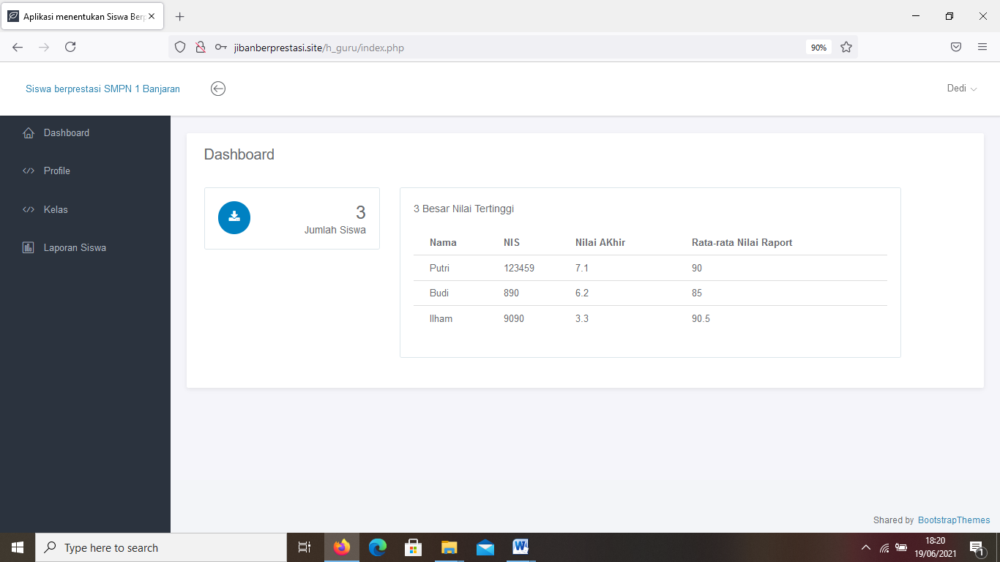 Aplikasi menentukan Siswa Berp
jibanberprestasi.site/h_guru/index.php
90%
Siswa berprestasi SMPN 1 Banjaran
Dedi
Dashboard
Profile
Kelas
Laporan Siswa
Dashboard
3
Jumlah Siswa
3 Besar Nilai Tertinggi
Nama NIS Nilai AKhir Rata-rata Nilai Raport
Putri 123459 7.1 90
Budi 890 6.2 85
Ilham 9090 3.3 90.5
Shared by BootstrapThemes
Type here to search
18:20
19/06/2021
1